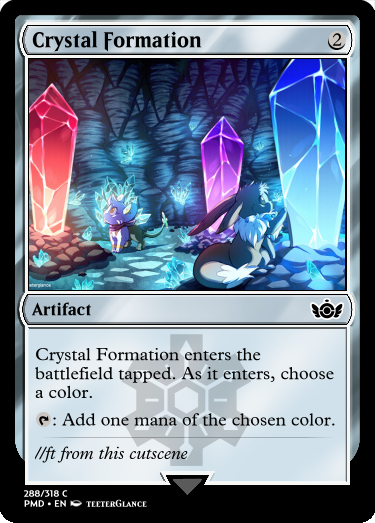 Crystal Formation 2
eeterglance
Artifact
Crystal Formation enters the
battlefield tapped. As it enters, choose
a color.
: Add one mana of the chosen color.
//ft from this cutscene
288/318 C
PMD • EN TEETERGLANCE